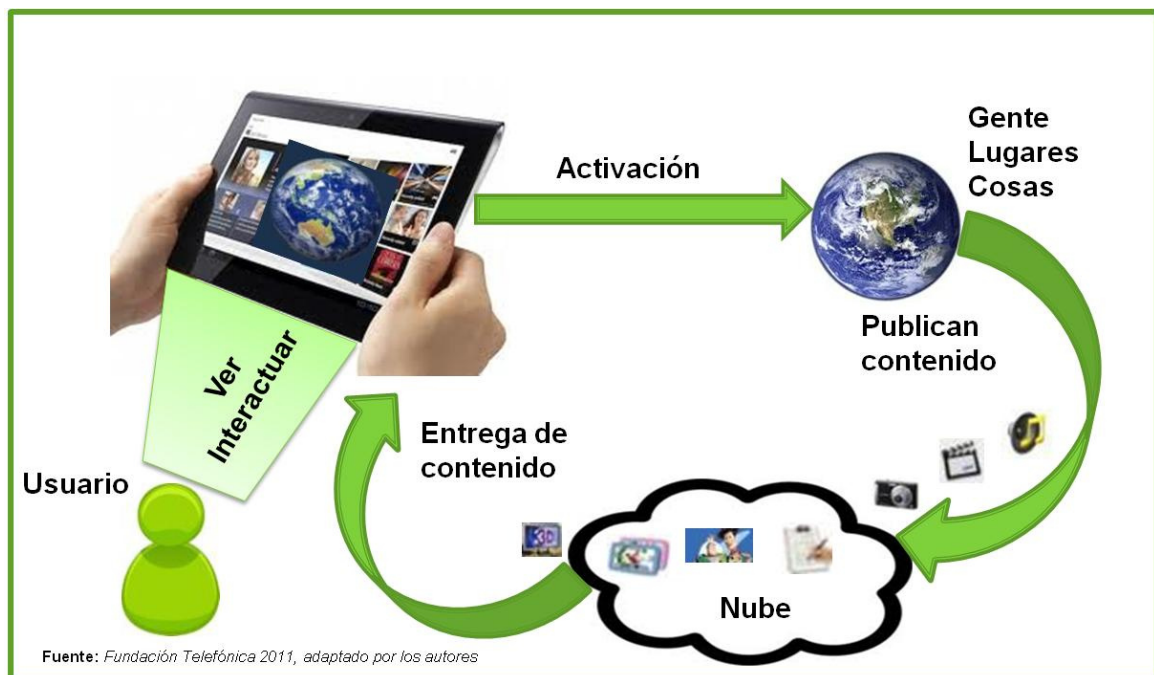 Gente
Lugares
Cosas
Activación
Publican
contenido
Ver
Interactuar
Entrega de
contenido
Usuario
3D
Nube
Fuente: Fundación Telefónica 2011, adaptado por los autores